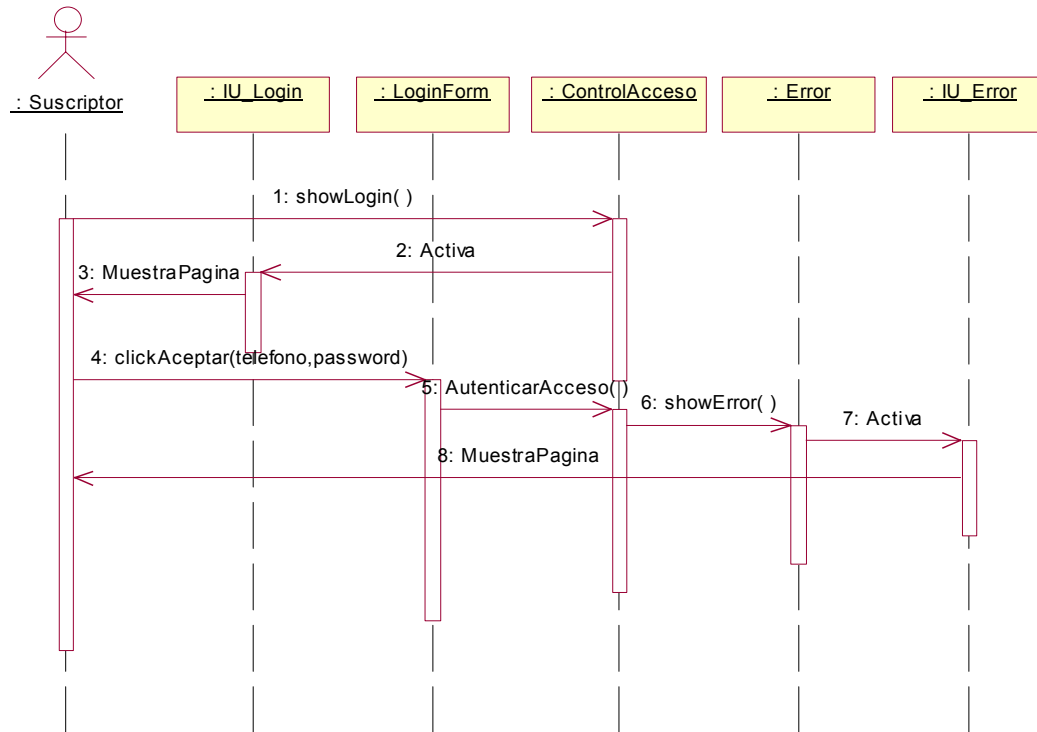 : Suscriptor
: IU_Login
: LoginForm
: ControlAcceso
: Error
: IU_Error
1: showLogin( )
2: Activa
3: MuestraPagina
4: clickAceptar(telefono,password)
5: AutenticarAcceso( )
6: showError( )
7: Activa
8: MuestraPagina